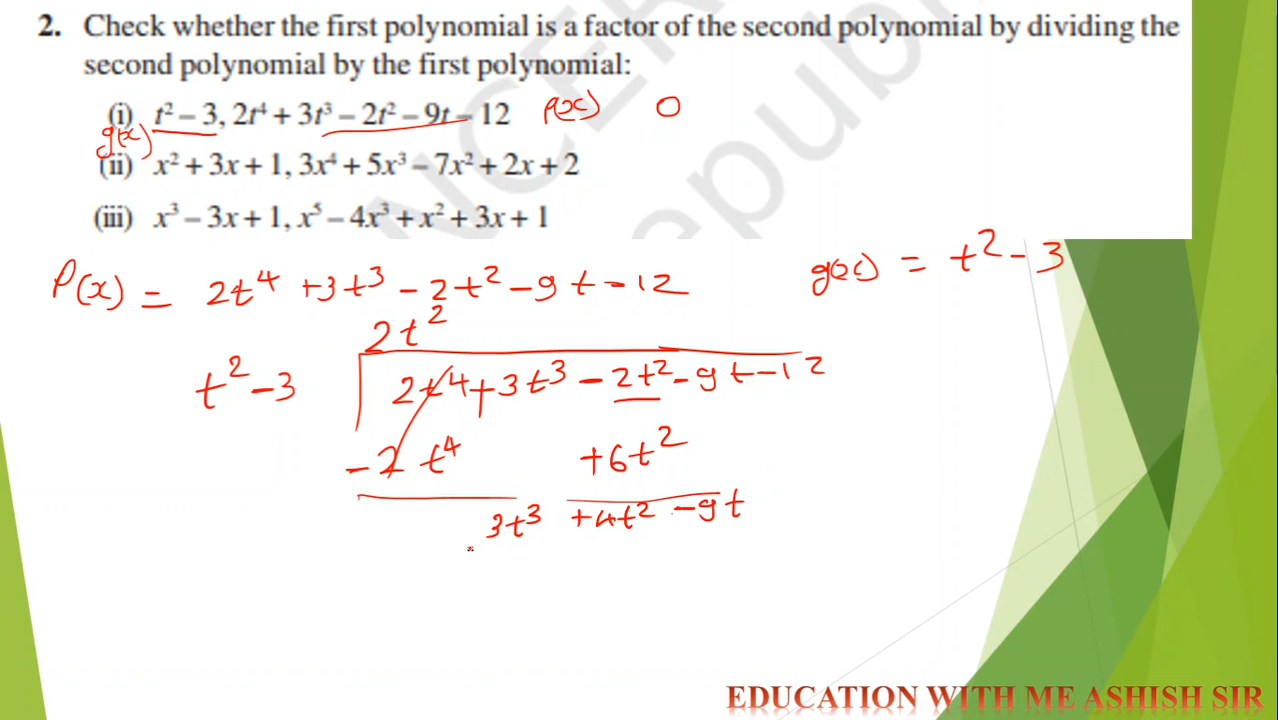 2. Check whether the first polynomial is a factor of the second polynomial by dividing the
second polynomial by the first polynomial:
(i) t² – 3, 2t⁴ + 3t³ – 2t² – 9t – 12 p(x) 0
g(x)
(ii) x² + 3x + 1, 3x⁴ + 5x³ – 7x² + 2x + 2
(iii) x³ – 3x + 1, x⁵ – 4x³ + x² + 3x + 1
P(x) = 2t⁴ + 3t³ – 2t² – 9t – 12 g(x) = t² – 3
2t²
t² – 3 2t⁴ + 3t³ – 2t² – 9t – 12
– 2t⁴ + 6t²
3t³ + 4t² – 9t
EDUCATION WITH ME ASHISH SIR